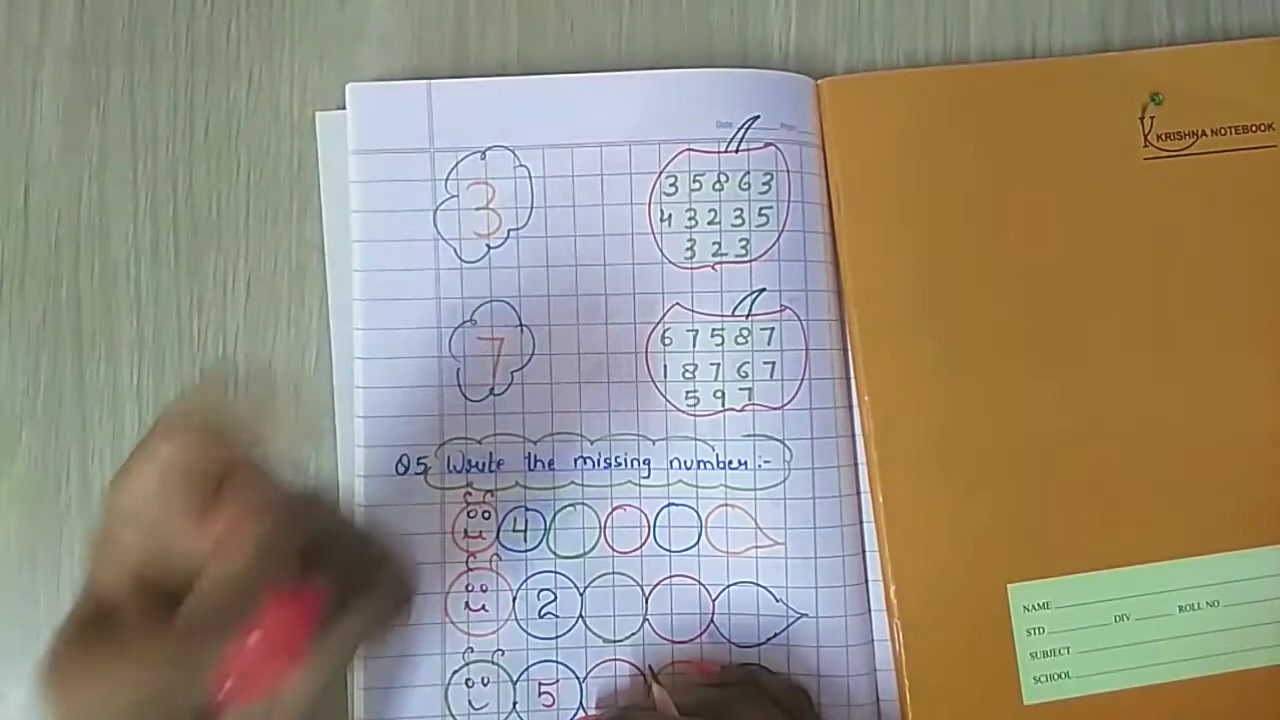 Date Page
3
3 5 8 6 3
4 3 2 3 5
3 2 3
7
6 7 5 8 7
1 8 7 6 7
5 9 7
Q5 Write the missing number:-
4
2
5
KRISHNA NOTEBOOK
NAME
STD DIV ROLL NO
SUBJECT
SCHOOL